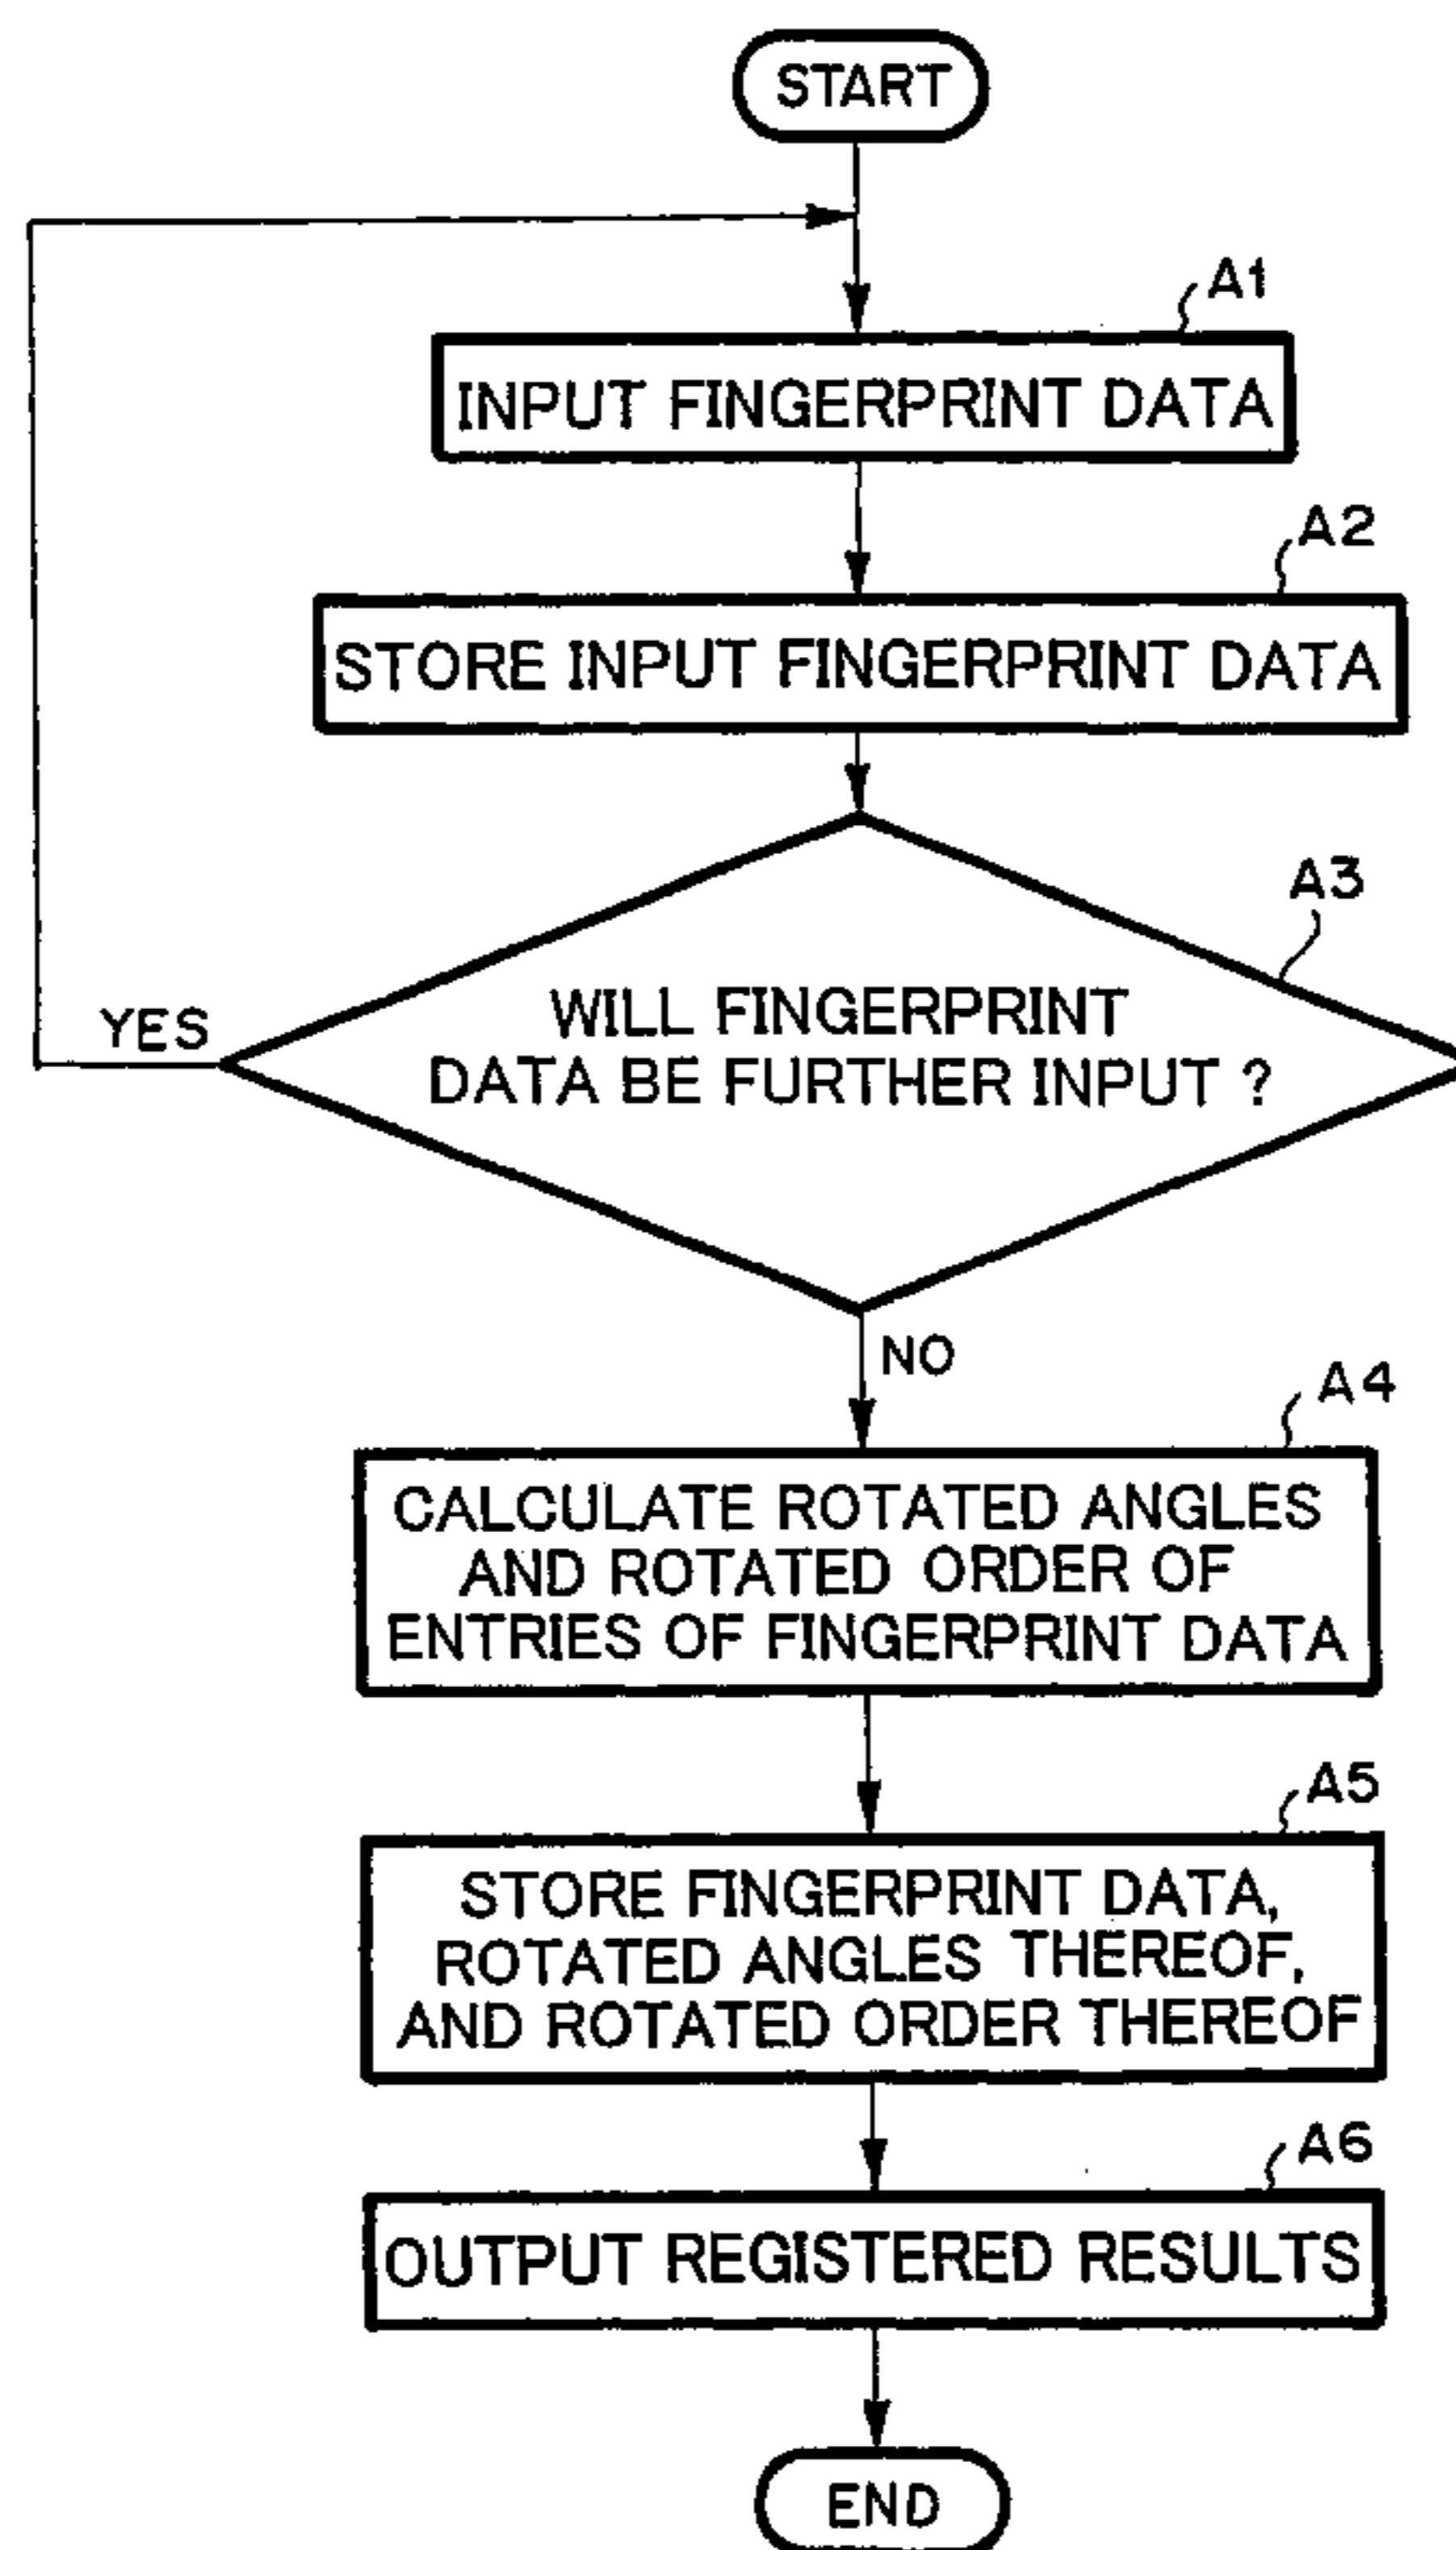 START
A1
INPUT FINGERPRINT DATA
A2
STORE INPUT FINGERPRINT DATA
A3
WILL FINGERPRINT
DATA BE FURTHER INPUT ?
YES
NO
A4
CALCULATE ROTATED ANGLES
AND ROTATED ORDER OF
ENTRIES OF FINGERPRINT DATA
A5
STORE FINGERPRINT DATA,
ROTATED ANGLES THEREOF,
AND ROTATED ORDER THEREOF
A6
OUTPUT REGISTERED RESULTS
END